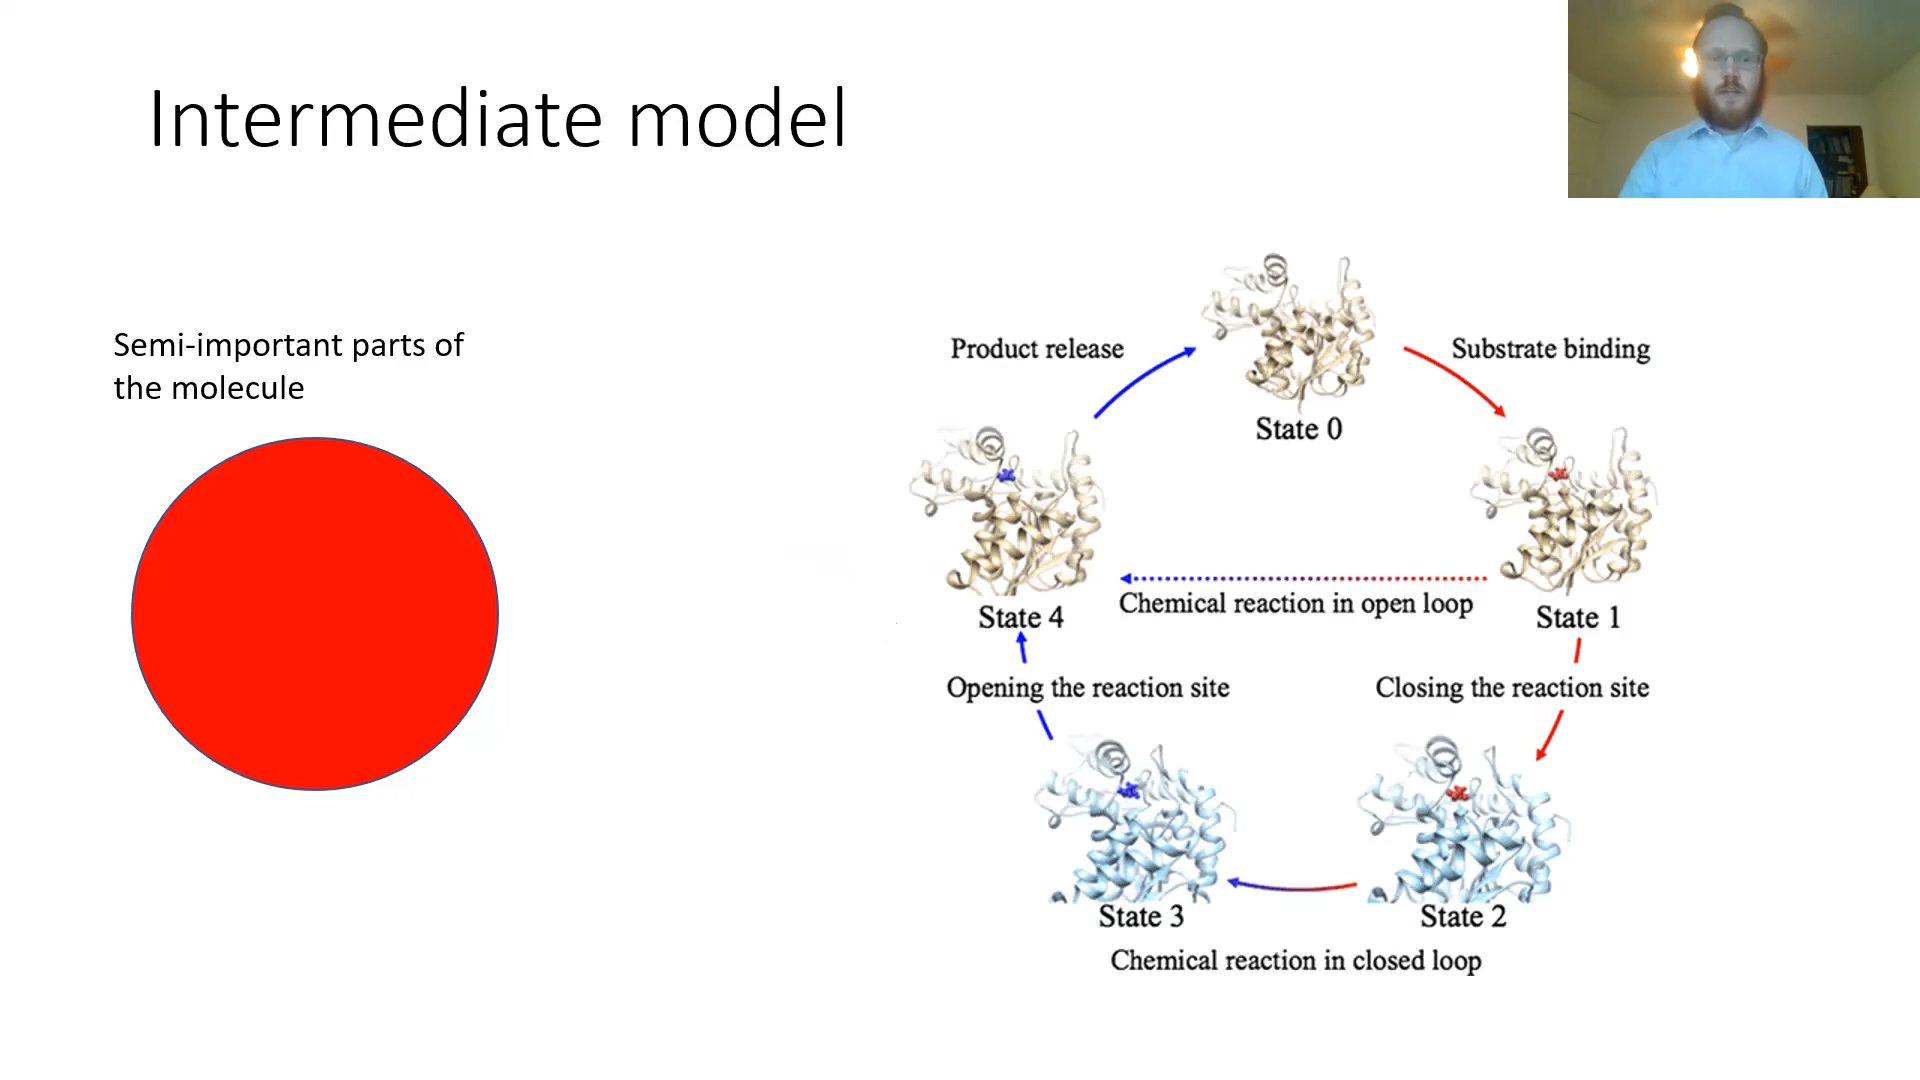 Intermediate model
Semi-important parts of
the molecule
Product release
Substrate binding
State 0
Chemical reaction in open loop
State 4
State 1
Opening the reaction site
Closing the reaction site
State 3
State 2
Chemical reaction in closed loop